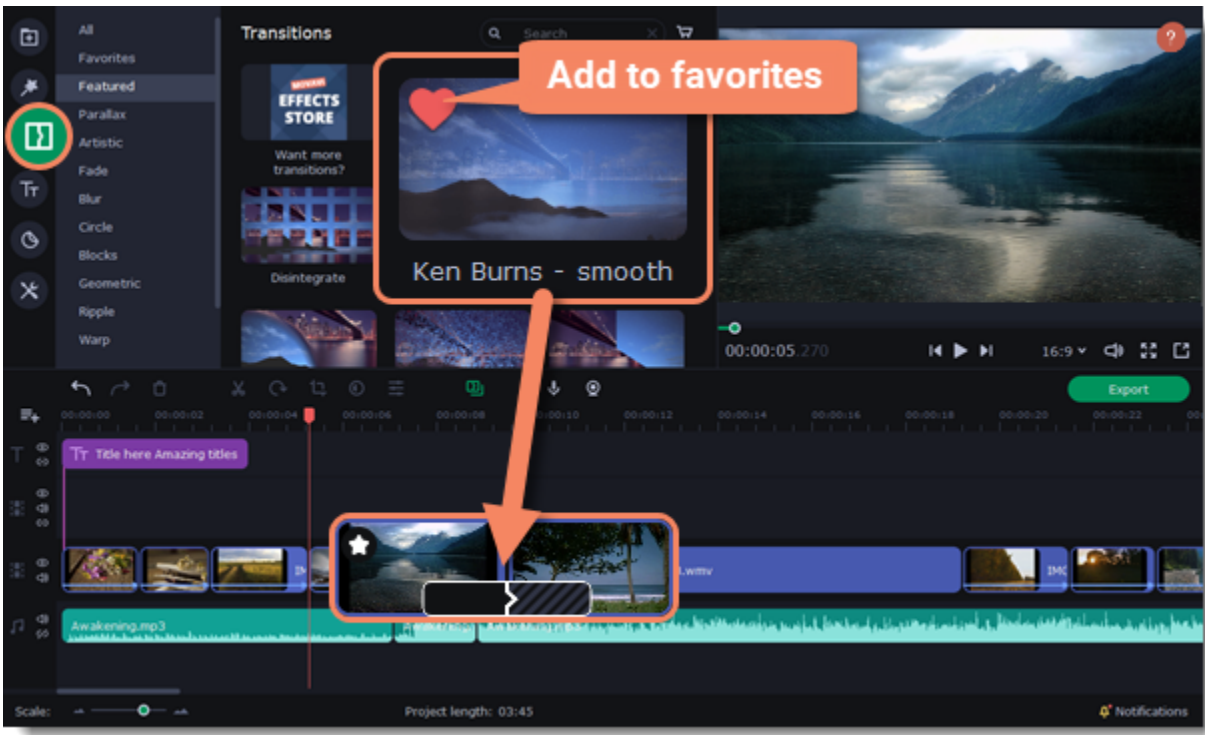 All
Favorites
Featured
Parallax
Artistic
Fade
Blur
Circle
Blocks
Geometric
Ripple
Warp
Transitions
Search
Add to favorites
MOVAVI
EFFECTS
STORE
Want more
transitions?
Disintegrate
Ken Burns - smooth
?
00:00:05.270
16:9
Export
00:00:00
00:00:02
00:00:04
00:00:06
00:00:08
00:00:10
00:00:12
00:00:14
00:00:16
00:00:18
00:00:20
00:00:22
Tт Title here Amazing titles
.wmv
IMG
Awakening.mp3
Scale:
Project length: 03:45
Notifications